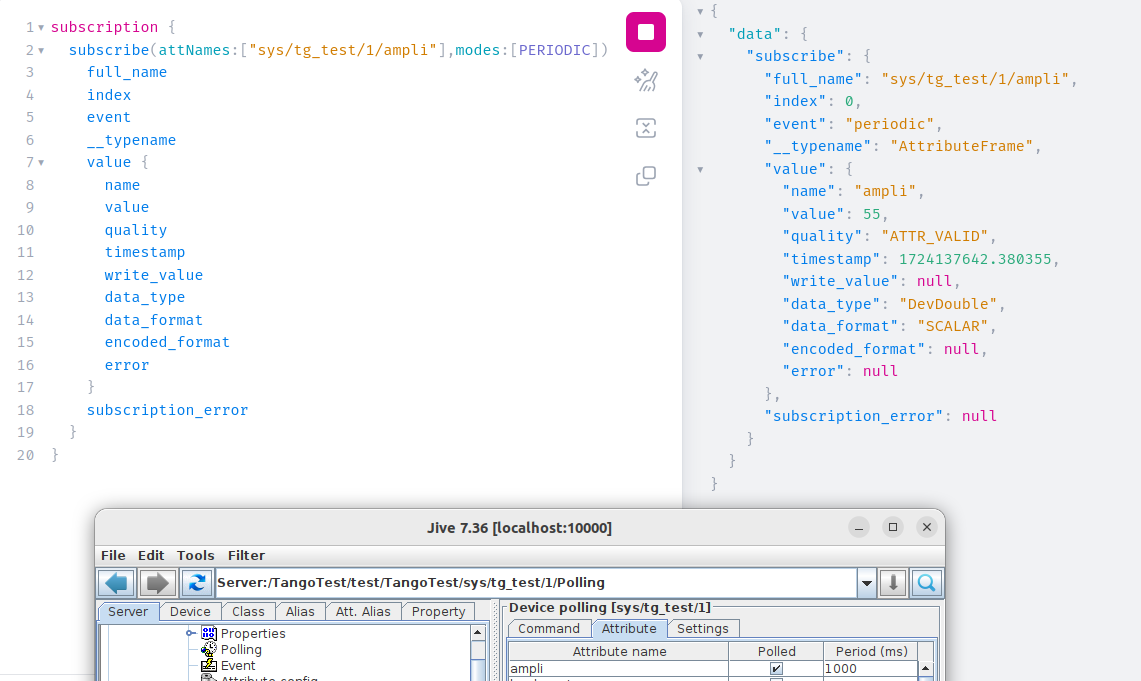 1 subscription {
2 subscribe(attNames:["sys/tg_test/1/ampli"],modes:[PERIODIC])
3 full_name
4 index
5 event
6 __typename
7 value {
8 name
9 value
10 quality
11 timestamp
12 write_value
13 data_type
14 data_format
15 encoded_format
16 error
17 }
18 subscription_error
19 }
20 }
{
"data": {
"subscribe": {
"full_name": "sys/tg_test/1/ampli",
"index": 0,
"event": "periodic",
"__typename": "AttributeFrame",
"value": {
"name": "ampli",
"value": 55,
"quality": "ATTR_VALID",
"timestamp": 1724137642.380355,
"write_value": null,
"data_type": "DevDouble",
"data_format": "SCALAR",
"encoded_format": null,
"error": null
},
"subscription_error": null
}
}
}
Jive 7.36 [localhost:10000]
File Edit Tools Filter
Server:/TangoTest/test/TangoTest/sys/tg_test/1/Polling
Server Device Class Alias Att. Alias Property
Properties
Polling
Event
Attribute config
Device polling [sys/tg_test/1]
Command Attribute Settings
Attribute name Polled Period (ms)
ampli 1000